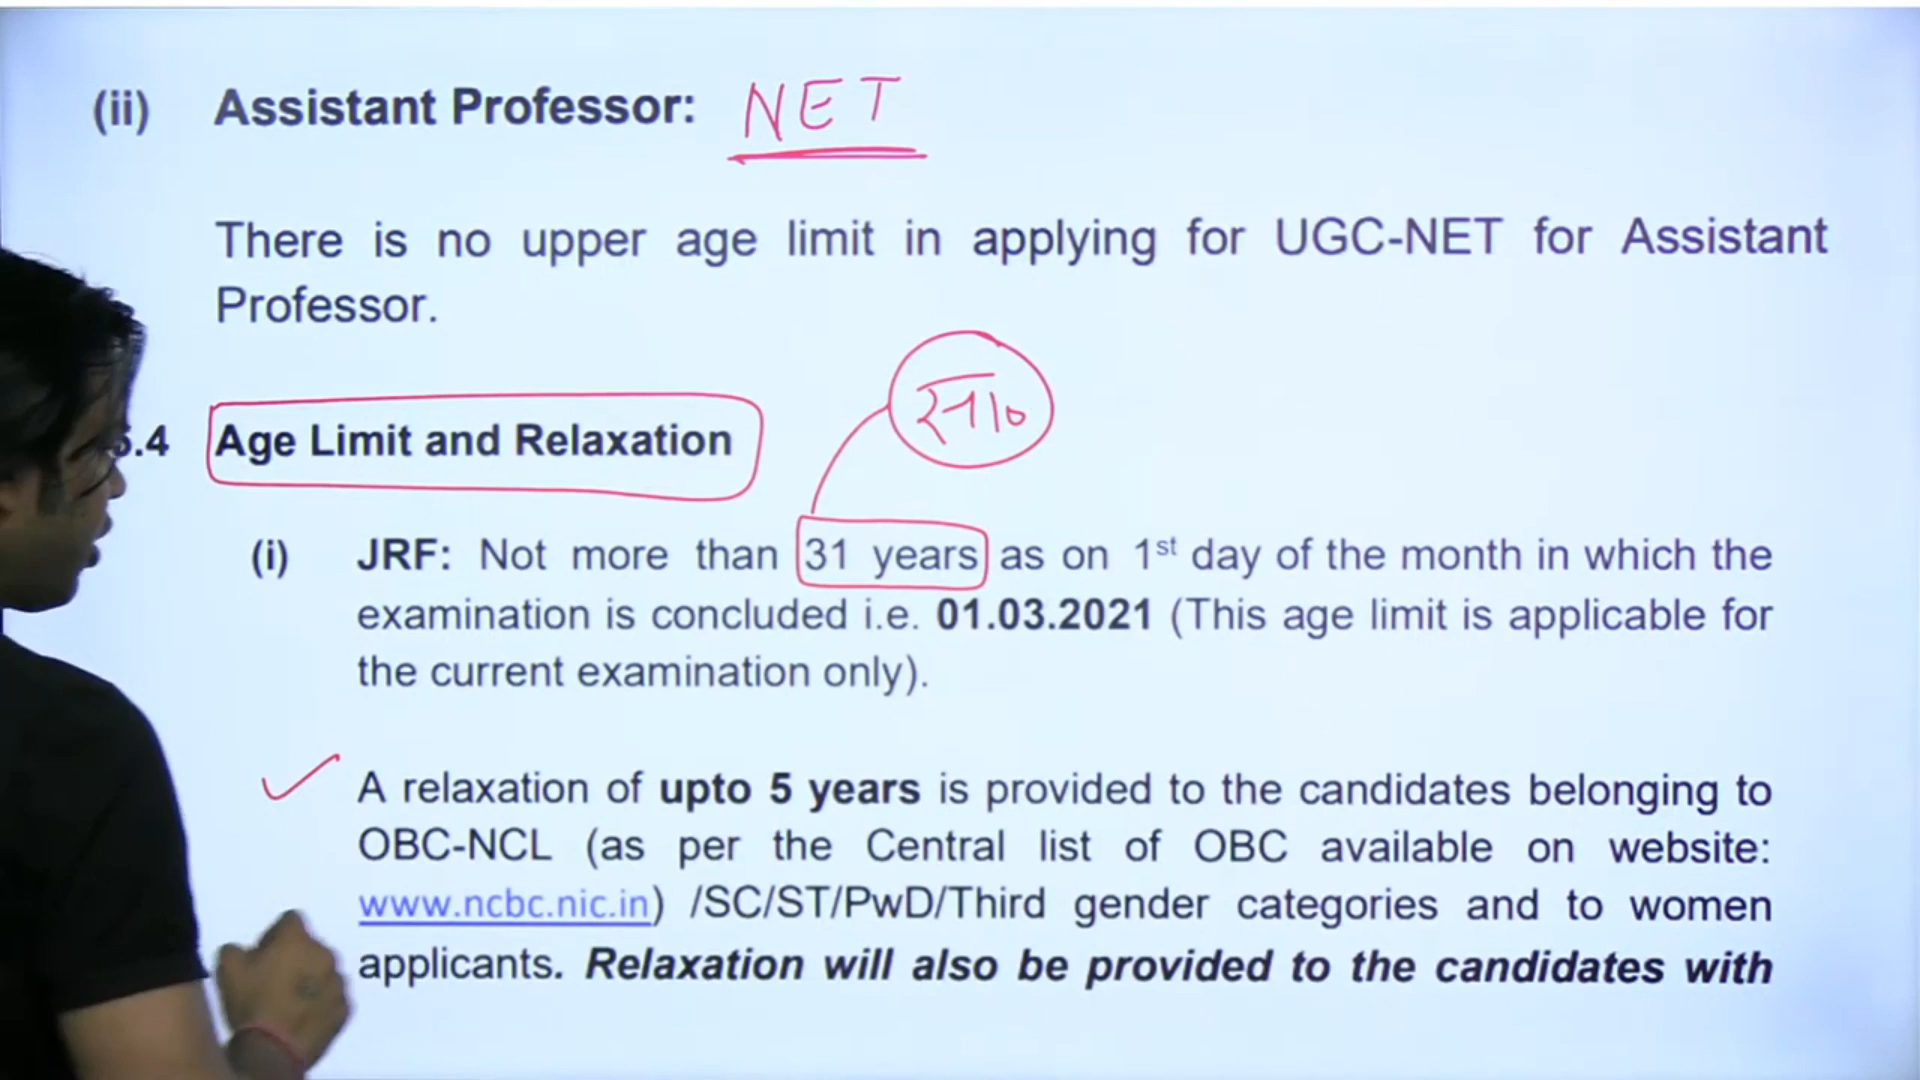 (ii) Assistant Professor: NET
There is no upper age limit in applying for UGC-NET for Assistant
Professor.
.4 Age Limit and Relaxation
(i) JRF: Not more than 31 years as on 1st day of the month in which the
examination is concluded i.e. 01.03.2021 (This age limit is applicable for
the current examination only).
A relaxation of upto 5 years is provided to the candidates belonging to
OBC-NCL (as per the Central list of OBC available on website:
www.ncbc.nic.in) /SC/ST/PwD/Third gender categories and to women
applicants. Relaxation will also be provided to the candidates with